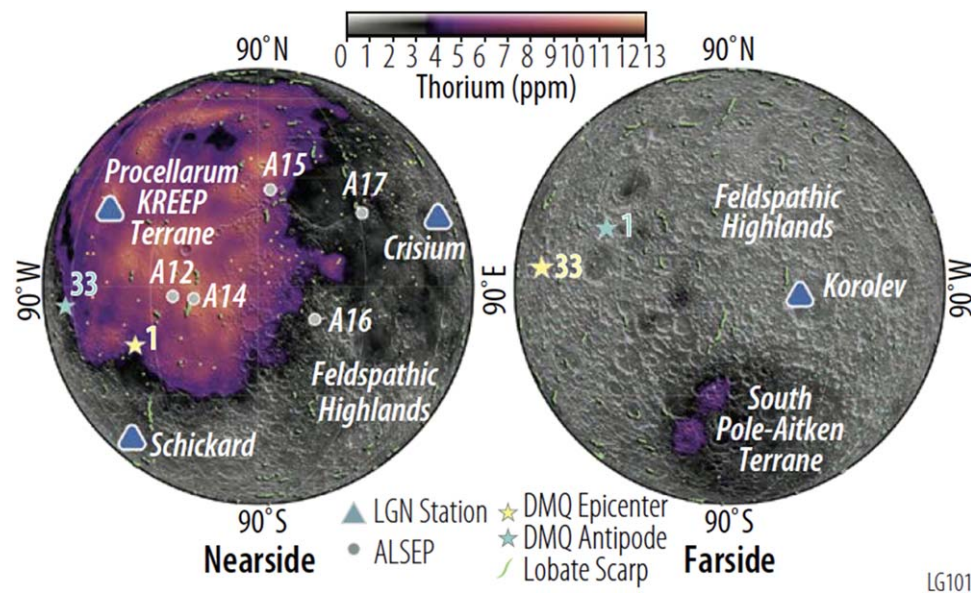 0 1 2 3 4 5 6 7 8 9 10 11 12 13
Thorium (ppm)
90°N
90°W
Procellarum
KREEP
Terrane
A15
A17
Crisium
A12
A14
A16
33
1
Feldspathic
Highlands
Schickard
90°S
Nearside
90°N
90°E
90°W
1
33
Feldspathic
Highlands
Korolev
South
Pole-Aitken
Terrane
90°S
Farside
LGN Station
ALSEP
DMQ Epicenter
DMQ Antipode
Lobate Scarp
LG101